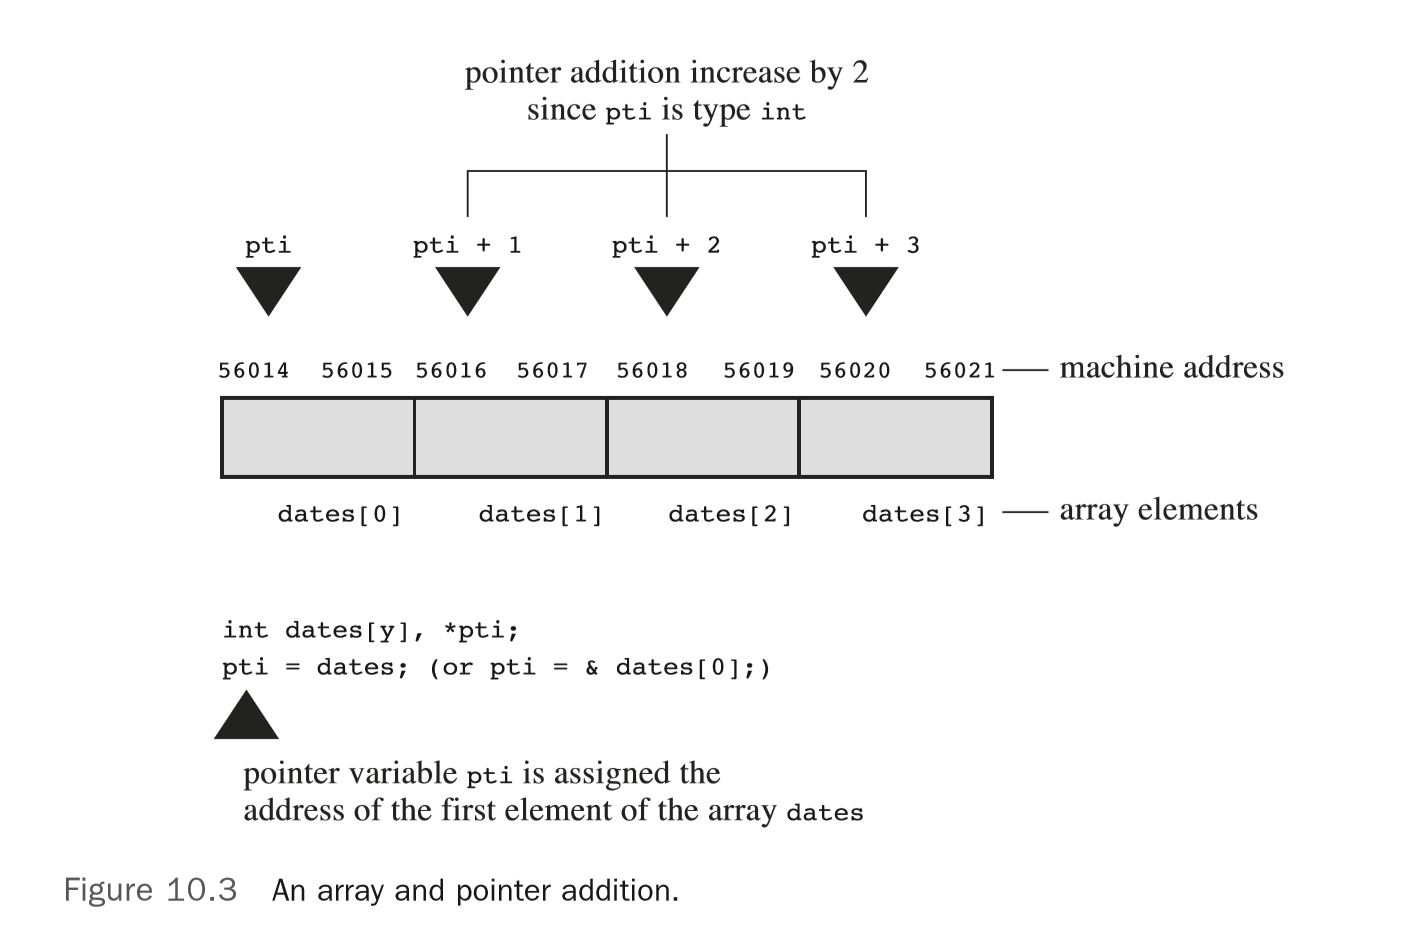 pointer addition increase by 2
since pti is type int
pti pti + 1 pti + 2 pti + 3
56014 56015 56016 56017 56018 56019 56020 56021 machine address
dates[0] dates[1] dates[2] dates[3] array elements
int dates[y], *pti;
pti = dates; (or pti = & dates[0];)
pointer variable pti is assigned the
address of the first element of the array dates
Figure 10.3 An array and pointer addition.